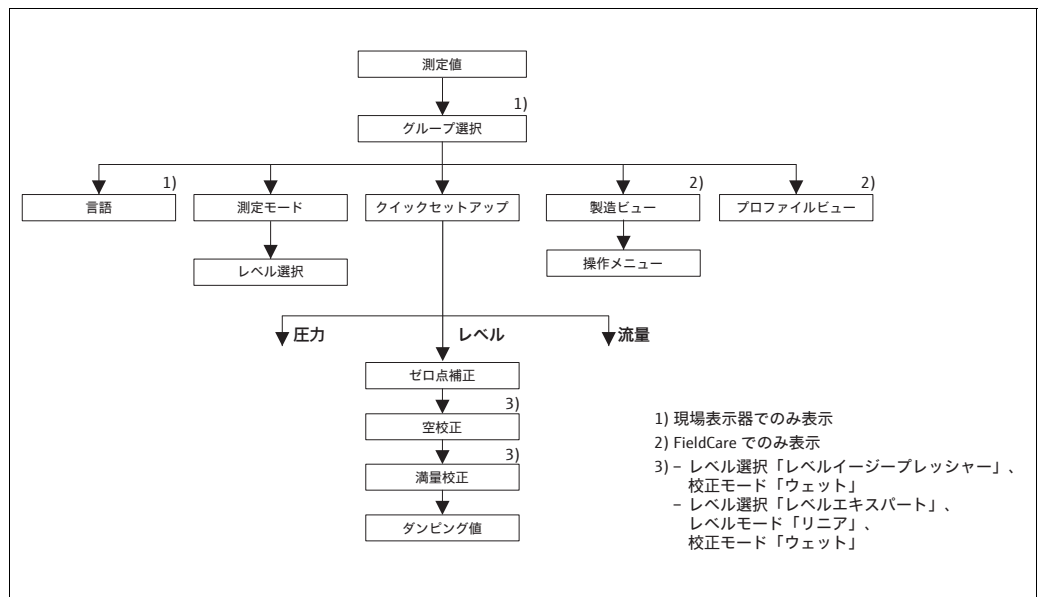 測定値
1)
グループ選択
1)
2)
2)
言語
測定モード
クイックセットアップ
製造ビュー
プロファイルビュー
レベル選択
操作メニュー
圧力
レベル
流量
ゼロ点補正
3)
空校正
3)
満量校正
ダンピング値
1) 現場表示器でのみ表示
2) FieldCare でのみ表示
3) – レベル選択「レベルイージープレッシャー」、
校正モード「ウェット」
– レベル選択「レベルエキスパート」、
レベルモード「リニア」、
校正モード「ウェット」